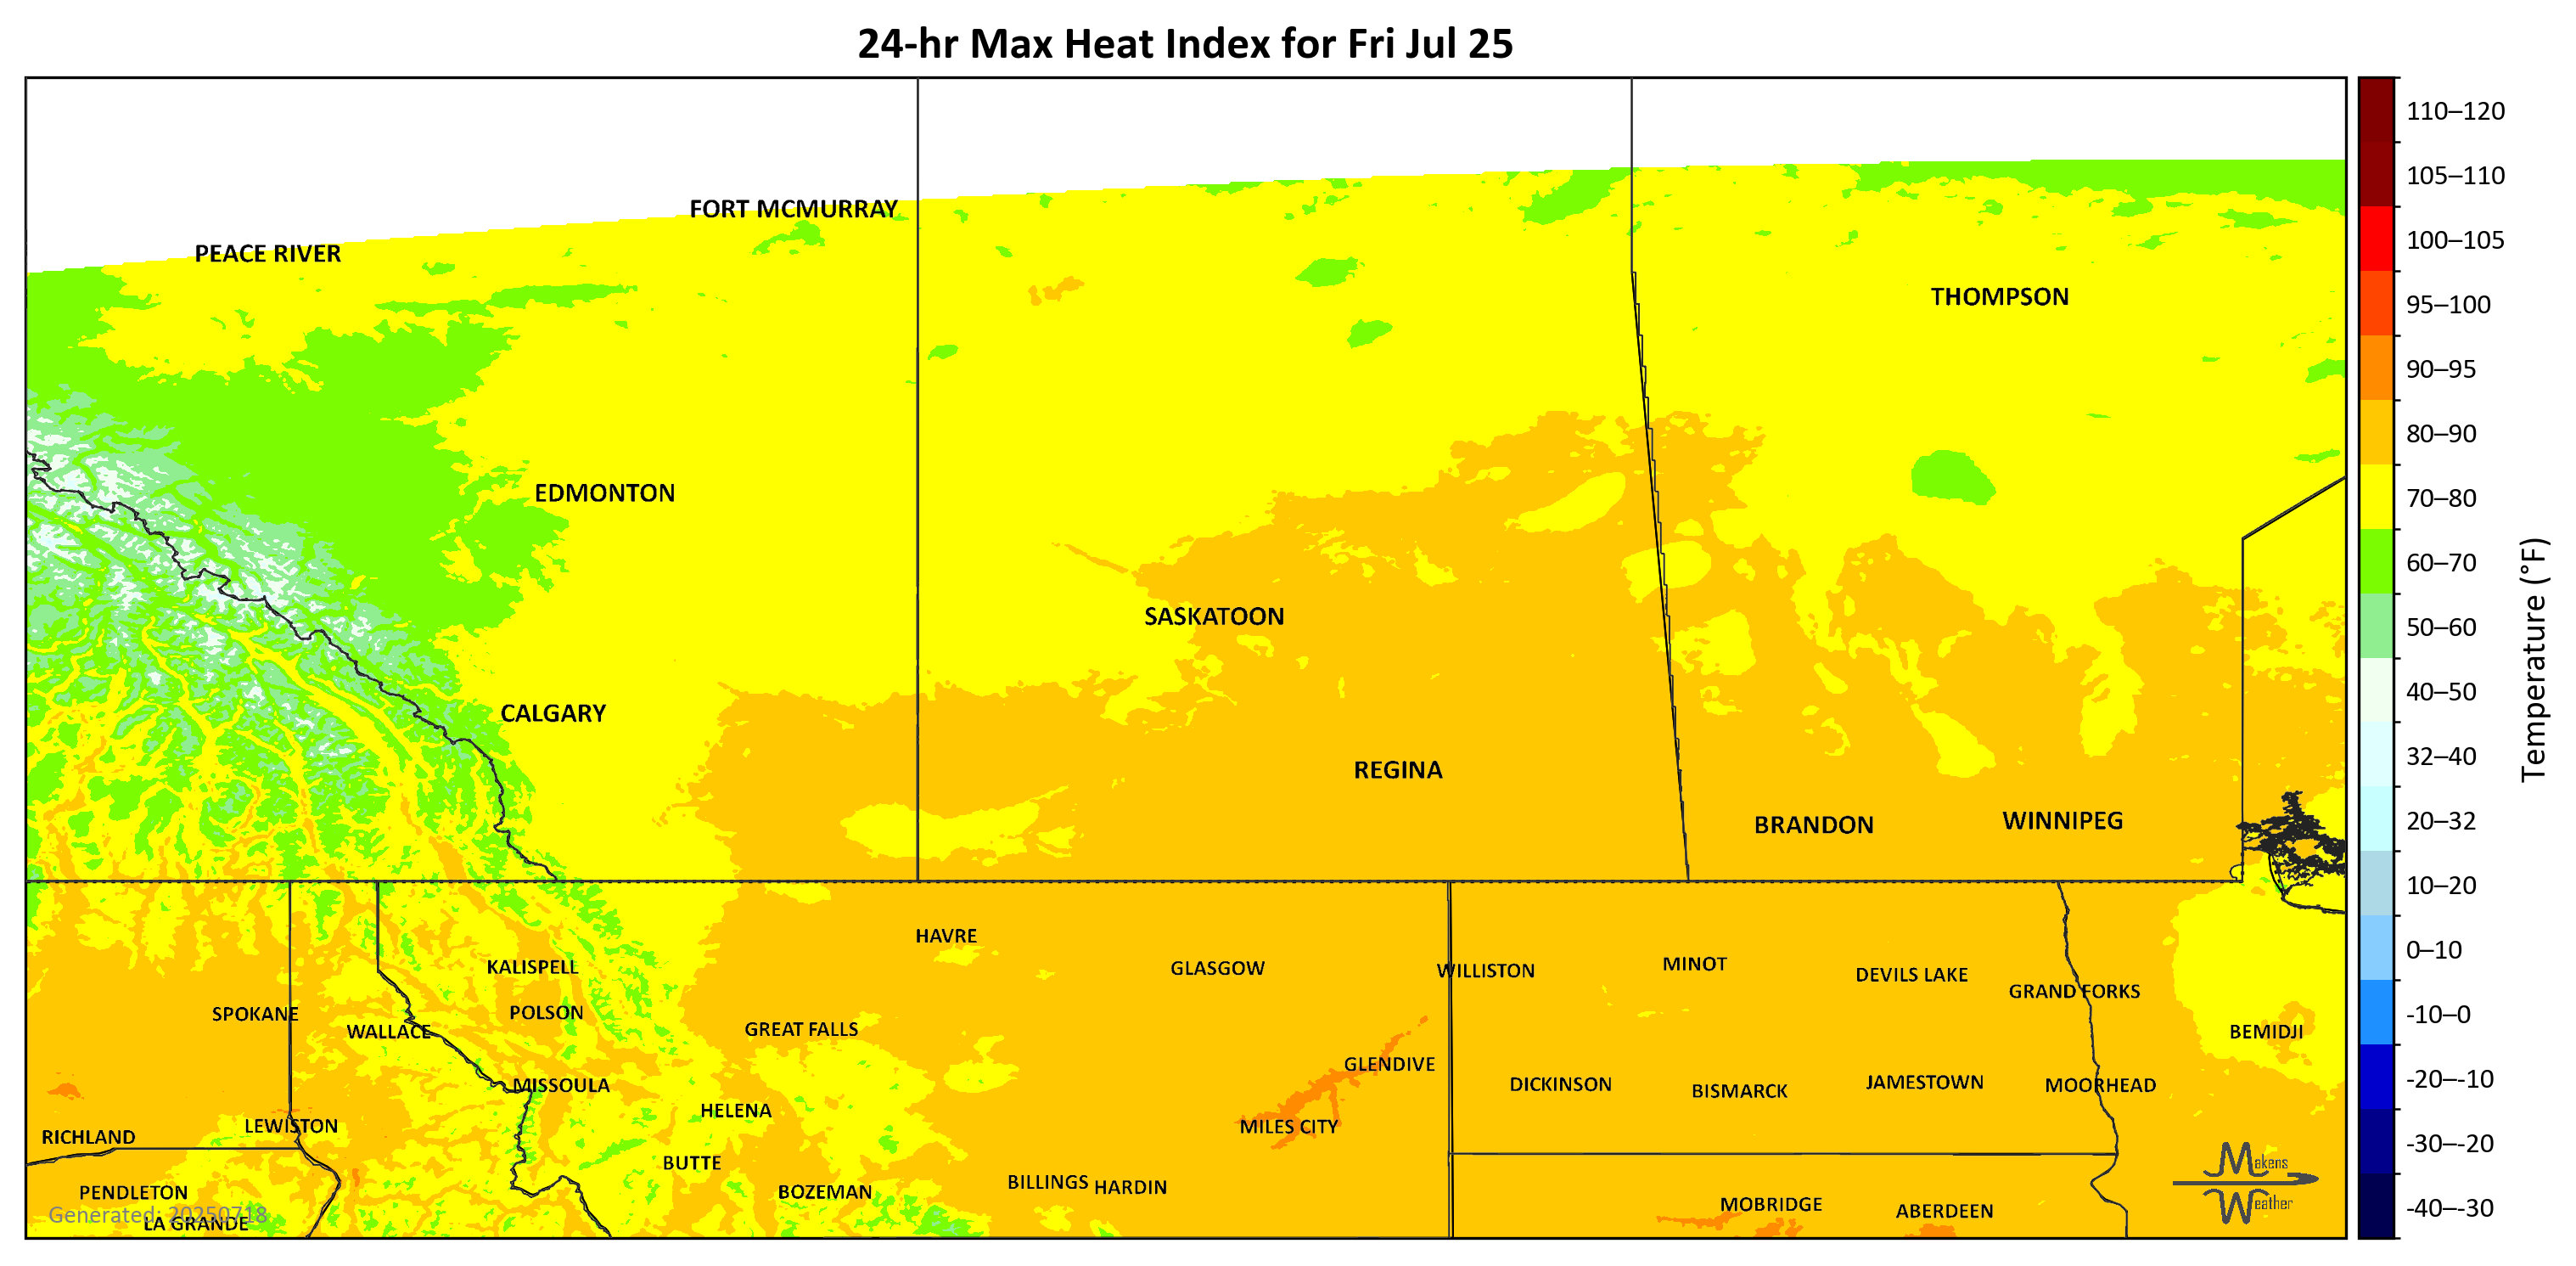 24-hr Max Heat Index for Fri Jul 25
110–120
105–110
100–105
95–100
90–95
80–90
70–80
60–70
50–60
40–50
32–40
20–32
10–20
0–10
-10–0
-20–-10
-30–-20
-40–-30
Temperature (°F)
FORT MCMURRAY
PEACE RIVER
THOMPSON
EDMONTON
SASKATOON
CALGARY
REGINA
BRANDON
WINNIPEG
HAVRE
KALISPELL
GLASGOW
WILLISTON
MINOT
DEVILS LAKE
GRAND FORKS
SPOKANE
POLSON
WALLACE
GREAT FALLS
BEMIDJI
GLENDIVE
MISSOULA
DICKINSON
BISMARCK
JAMESTOWN
MOORHEAD
HELENA
LEWISTON
RICHLAND
MILES CITY
BUTTE
PENDLETON
BOZEMAN
BILLINGS
HARDIN
MOBRIDGE
ABERDEEN
Generated: 20250718
LA GRANDE
Makens
Weather